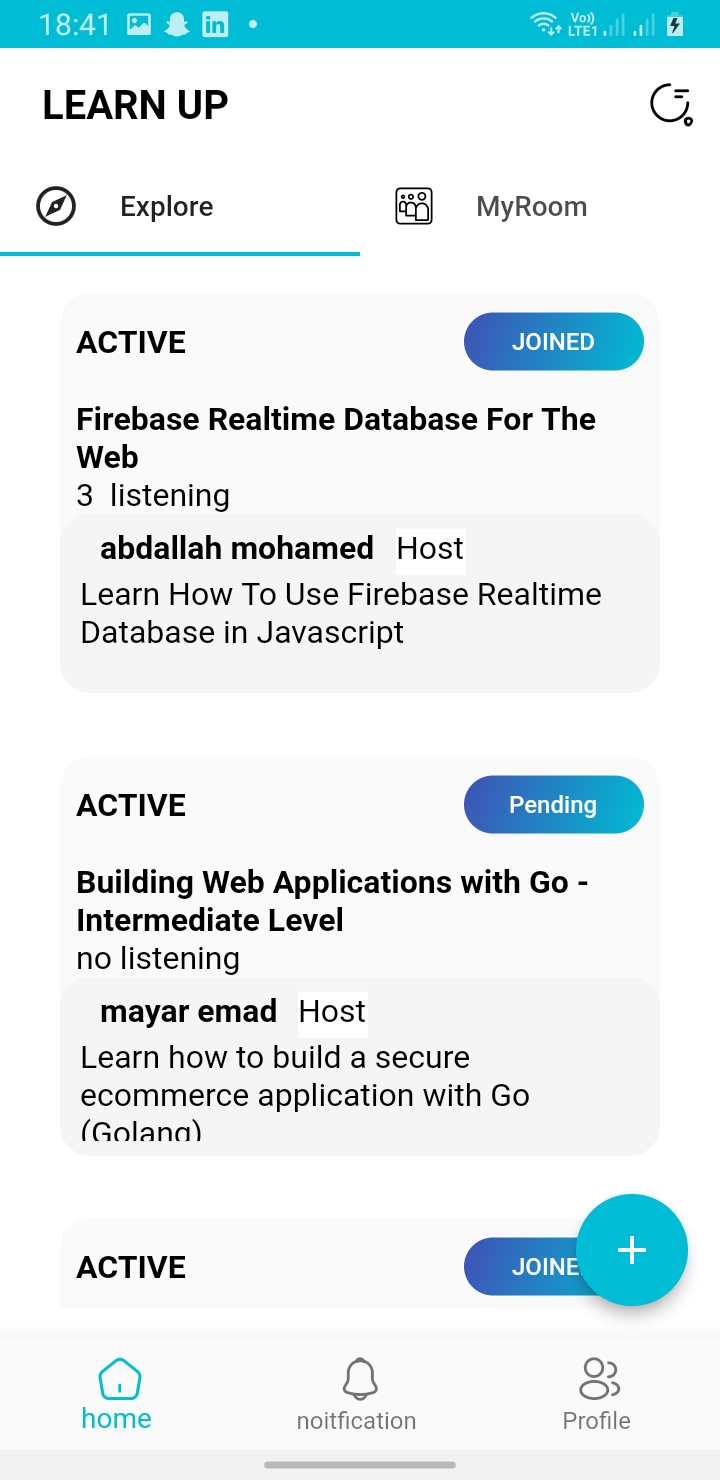 18:41
Vo))
LTE1
LEARN UP
Explore
MyRoom
ACTIVE
JOINED
Firebase Realtime Database For The
Web
3 listening
abdallah mohamed Host
Learn How To Use Firebase Realtime
Database in Javascript
ACTIVE
Pending
Building Web Applications with Go -
Intermediate Level
no listening
mayar emad Host
Learn how to build a secure
ecommerce application with Go
(Golang)
ACTIVE
JOINE
+
home
noitfication
Profile